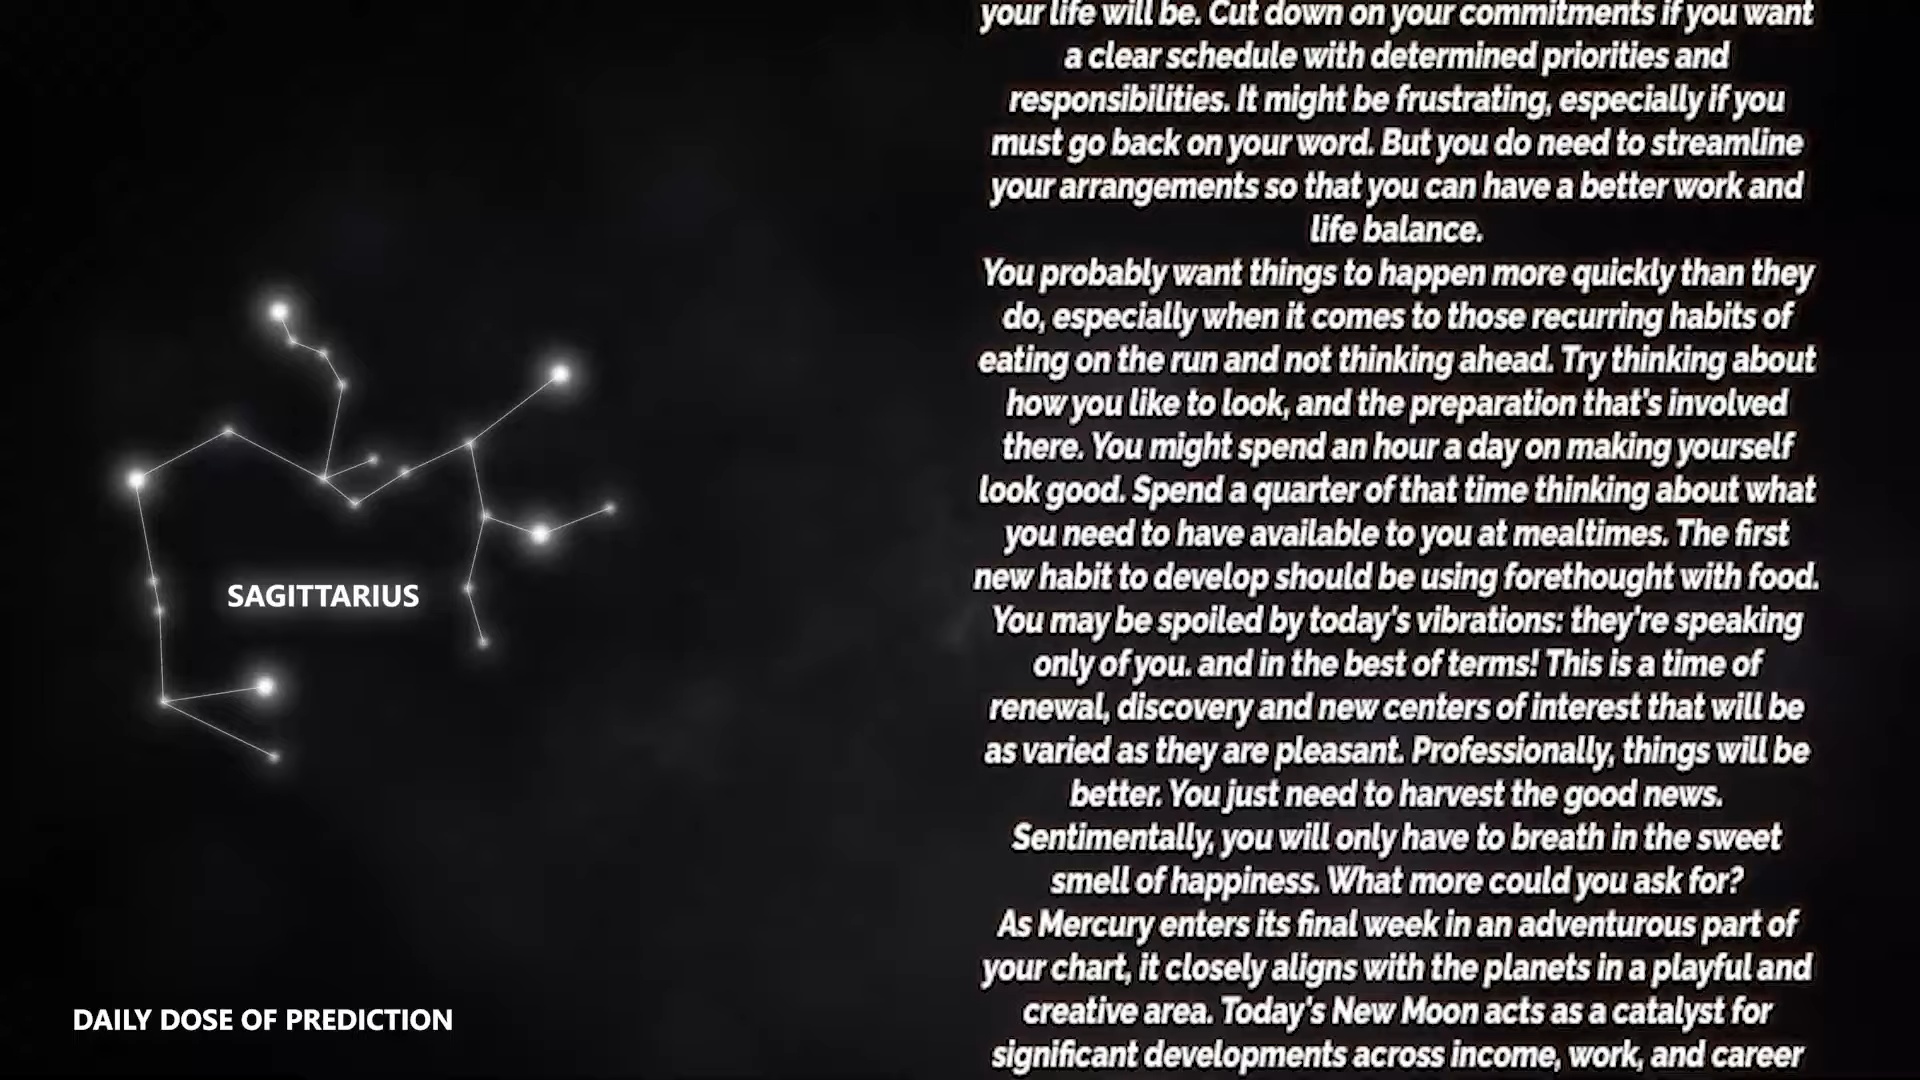 your life will be. Cut down on your commitments if you want
a clear schedule with determined priorities and
responsibilities. It might be frustrating, especially if you
must go back on your word. But you do need to streamline
your arrangements so that you can have a better work and
life balance.
You probably want things to happen more quickly than they
do, especially when it comes to those recurring habits of
eating on the run and not thinking ahead. Try thinking about
how you like to look, and the preparation that's involved
there. You might spend an hour a day on making yourself
look good. Spend a quarter of that time thinking about what
you need to have available to you at mealtimes. The first
new habit to develop should be using forethought with food.
You may be spoiled by today's vibrations: they're speaking
only of you. and in the best of terms! This is a time of
renewal, discovery and new centers of interest that will be
as varied as they are pleasant. Professionally, things will be
better. You just need to harvest the good news.
Sentimentally, you will only have to breath in the sweet
smell of happiness. What more could you ask for?
As Mercury enters its final week in an adventurous part of
your chart, it closely aligns with the planets in a playful and
creative area. Today's New Moon acts as a catalyst for
significant developments across income, work, and career
SAGITTARIUS
DAILY DOSE OF PREDICTION